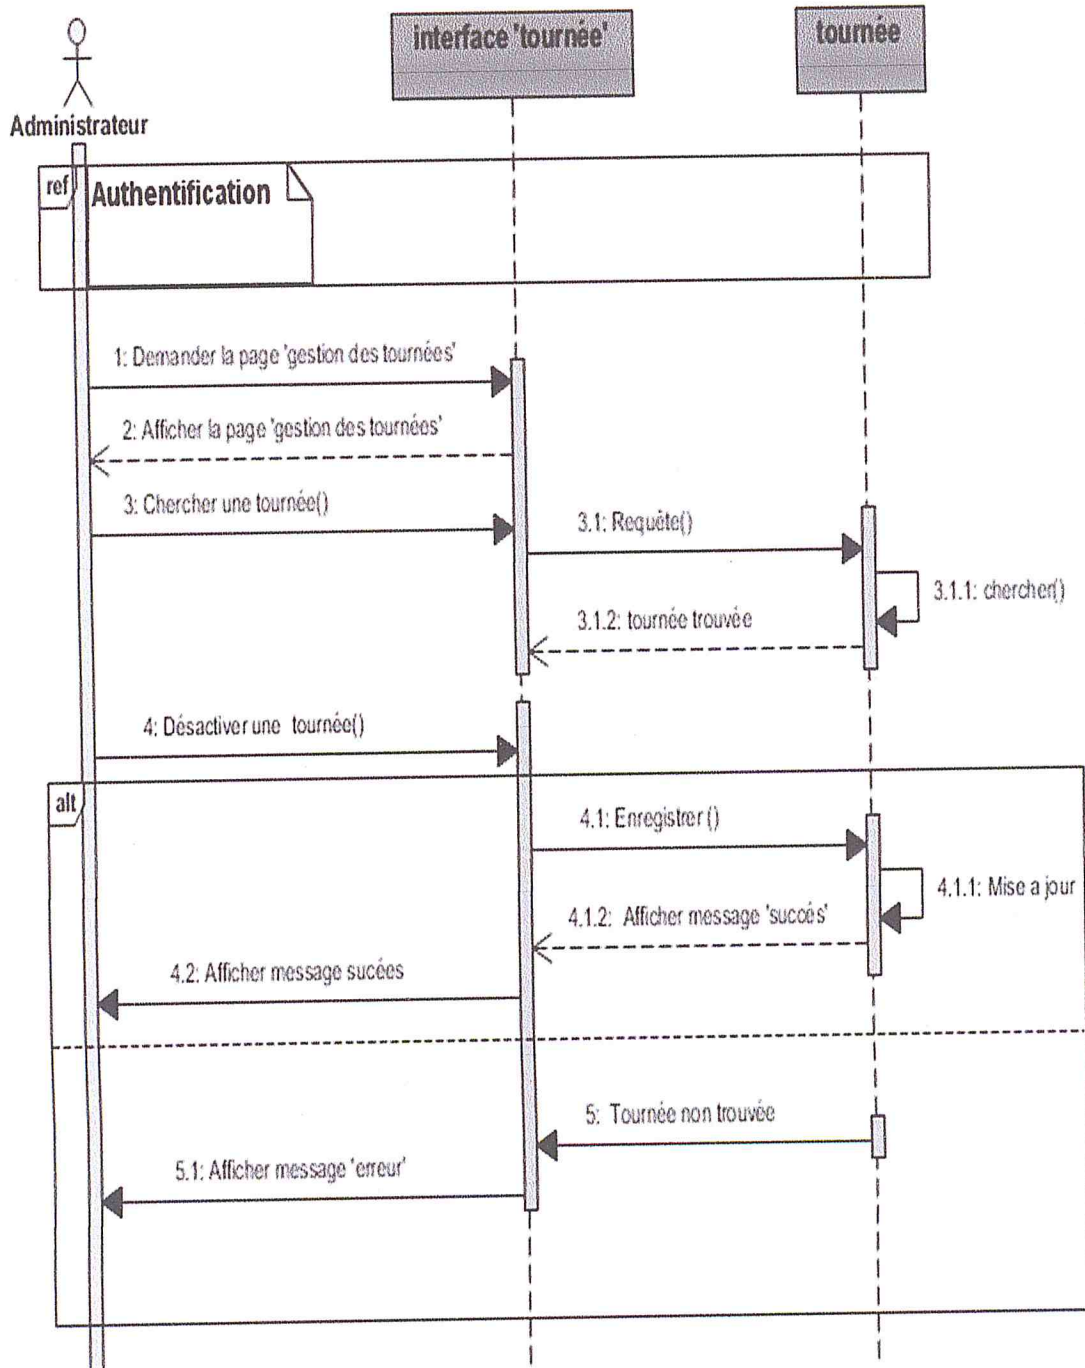 interface 'tournée'
tournée
Administrateur
ref
Authentification
1: Demander la page 'gestion des tournées'
2: Afficher la page 'gestion des tournées'
3: Chercher une tournée()
3.1: Requête()
3.1.1: chercher()
3.1.2: tournée trouvée
4: Désactiver une tournée()
alt
4.1: Enregistrer ()
4.1.1: Mise a jour
4.1.2: Afficher message 'succés'
4.2: Afficher message sucées
5: Tournée non trouvée
5.1: Afficher message 'erreur'